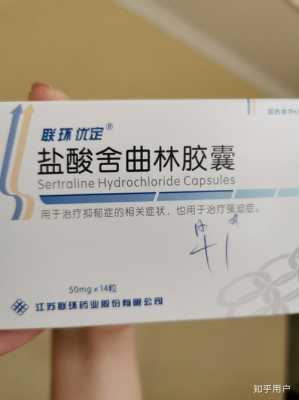 联环优定®
盐酸舍曲林胶囊
Sertraline Hydrochloride Capsules
用于治疗抑郁症的相关症状，也用于治疗强迫症。
50mg×14粒
江苏联环药业股份有限公司
知乎用户